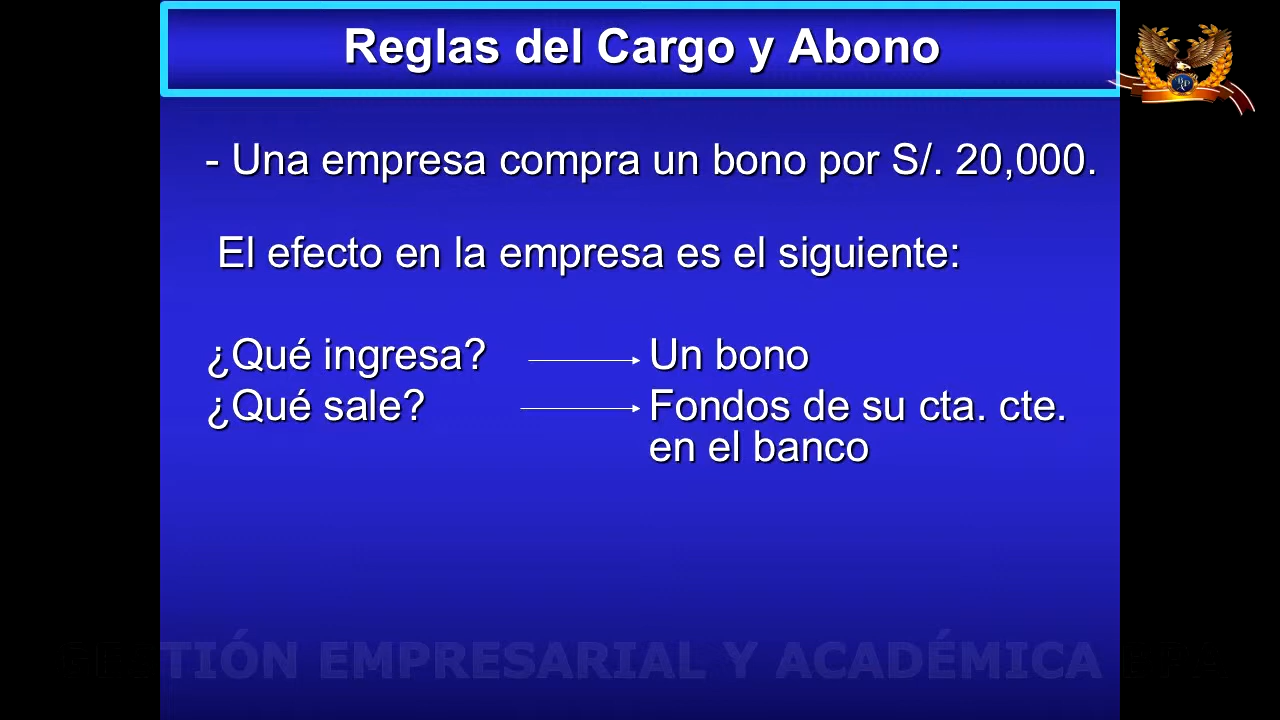 Reglas del Cargo y Abono
- Una empresa compra un bono por S/. 20,000.
El efecto en la empresa es el siguiente:
¿Qué ingresa? Un bono
¿Qué sale? Fondos de su cta. cte.
en el banco
GESTIÓN EMPRESARIAL Y ACADÉMICA